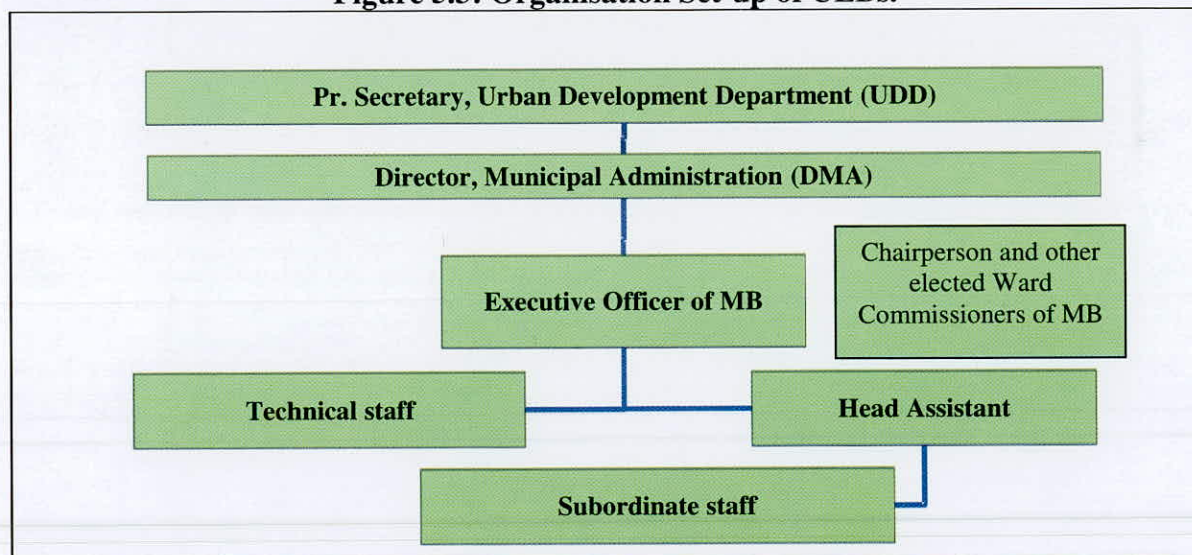 Pr. Secretary, Urban Development Department (UDD)
Director, Municipal Administration (DMA)
Executive Officer of MB
Chairperson and other
elected Ward
Commissioners of MB
Technical staff
Head Assistant
Subordinate staff